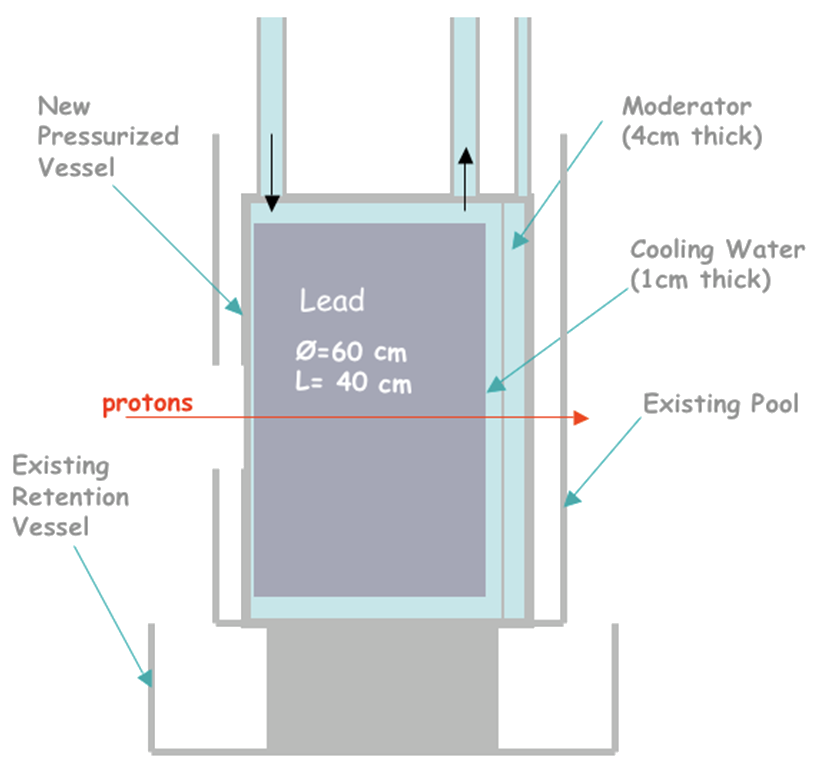 New
Pressurized
Vessel
Moderator
(4cm thick)
Cooling Water
(1cm thick)
Lead
Ø=60 cm
L= 40 cm
protons
Existing Pool
Existing
Retention
Vessel